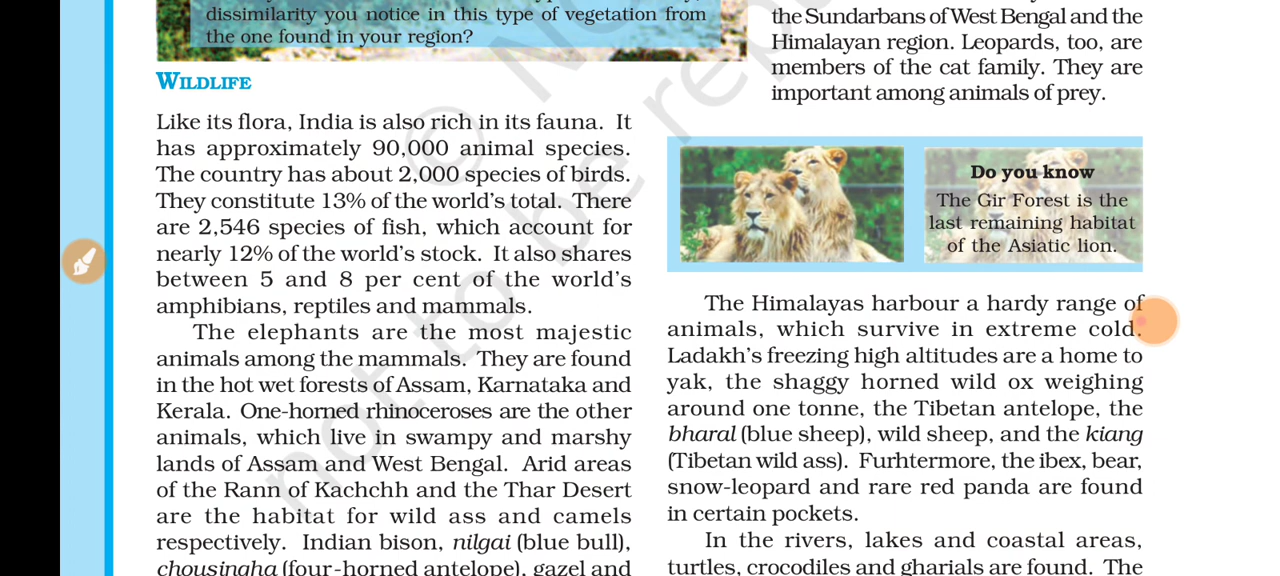 dissimilarity you notice in this type of vegetation from
the one found in your region?
WILDLIFE
Like its flora, India is also rich in its fauna. It
has approximately 90,000 animal species.
The country has about 2,000 species of birds.
They constitute 13% of the world's total. There
are 2,546 species of fish, which account for
nearly 12% of the world's stock. It also shares
between 5 and 8 per cent of the world's
amphibians, reptiles and mammals.
The elephants are the most majestic
animals among the mammals. They are found
in the hot wet forests of Assam, Karnataka and
Kerala. One-horned rhinoceroses are the other
animals, which live in swampy and marshy
lands of Assam and West Bengal. Arid areas
of the Rann of Kachchh and the Thar Desert
are the habitat for wild ass and camels
respectively. Indian bison, nilgai (blue bull),
chousingha (four-horned antelope), gazel and
the Sundarbans of West Bengal and the
Himalayan region. Leopards, too, are
members of the cat family. They are
important among animals of prey.
Do you know
The Gir Forest is the
last remaining habitat
of the Asiatic lion.
The Himalayas harbour a hardy range of
animals, which survive in extreme cold.
Ladakh's freezing high altitudes are a home to
yak, the shaggy horned wild ox weighing
around one tonne, the Tibetan antelope, the
bharal (blue sheep), wild sheep, and the kiang
(Tibetan wild ass). Furhtermore, the ibex, bear,
snow-leopard and rare red panda are found
in certain pockets.
In the rivers, lakes and coastal areas,
turtles, crocodiles and gharials are found. The
not to be rep
© N